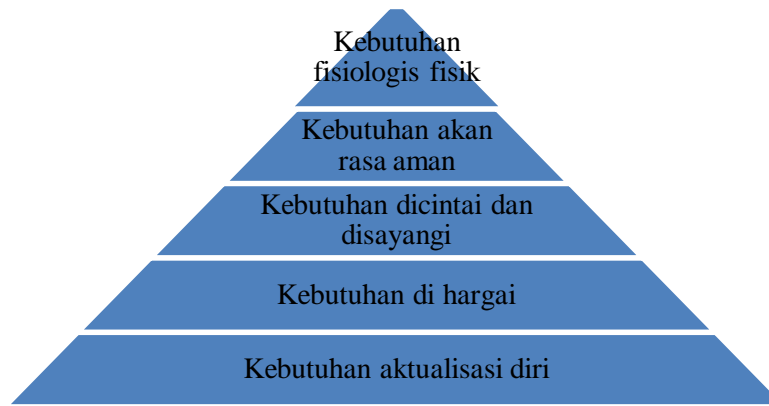 Kebutuhan
fisiologis fisik
Kebutuhan akan
rasa aman
Kebutuhan dicintai dan
disayangi
Kebutuhan di hargai
Kebutuhan aktualisasi diri